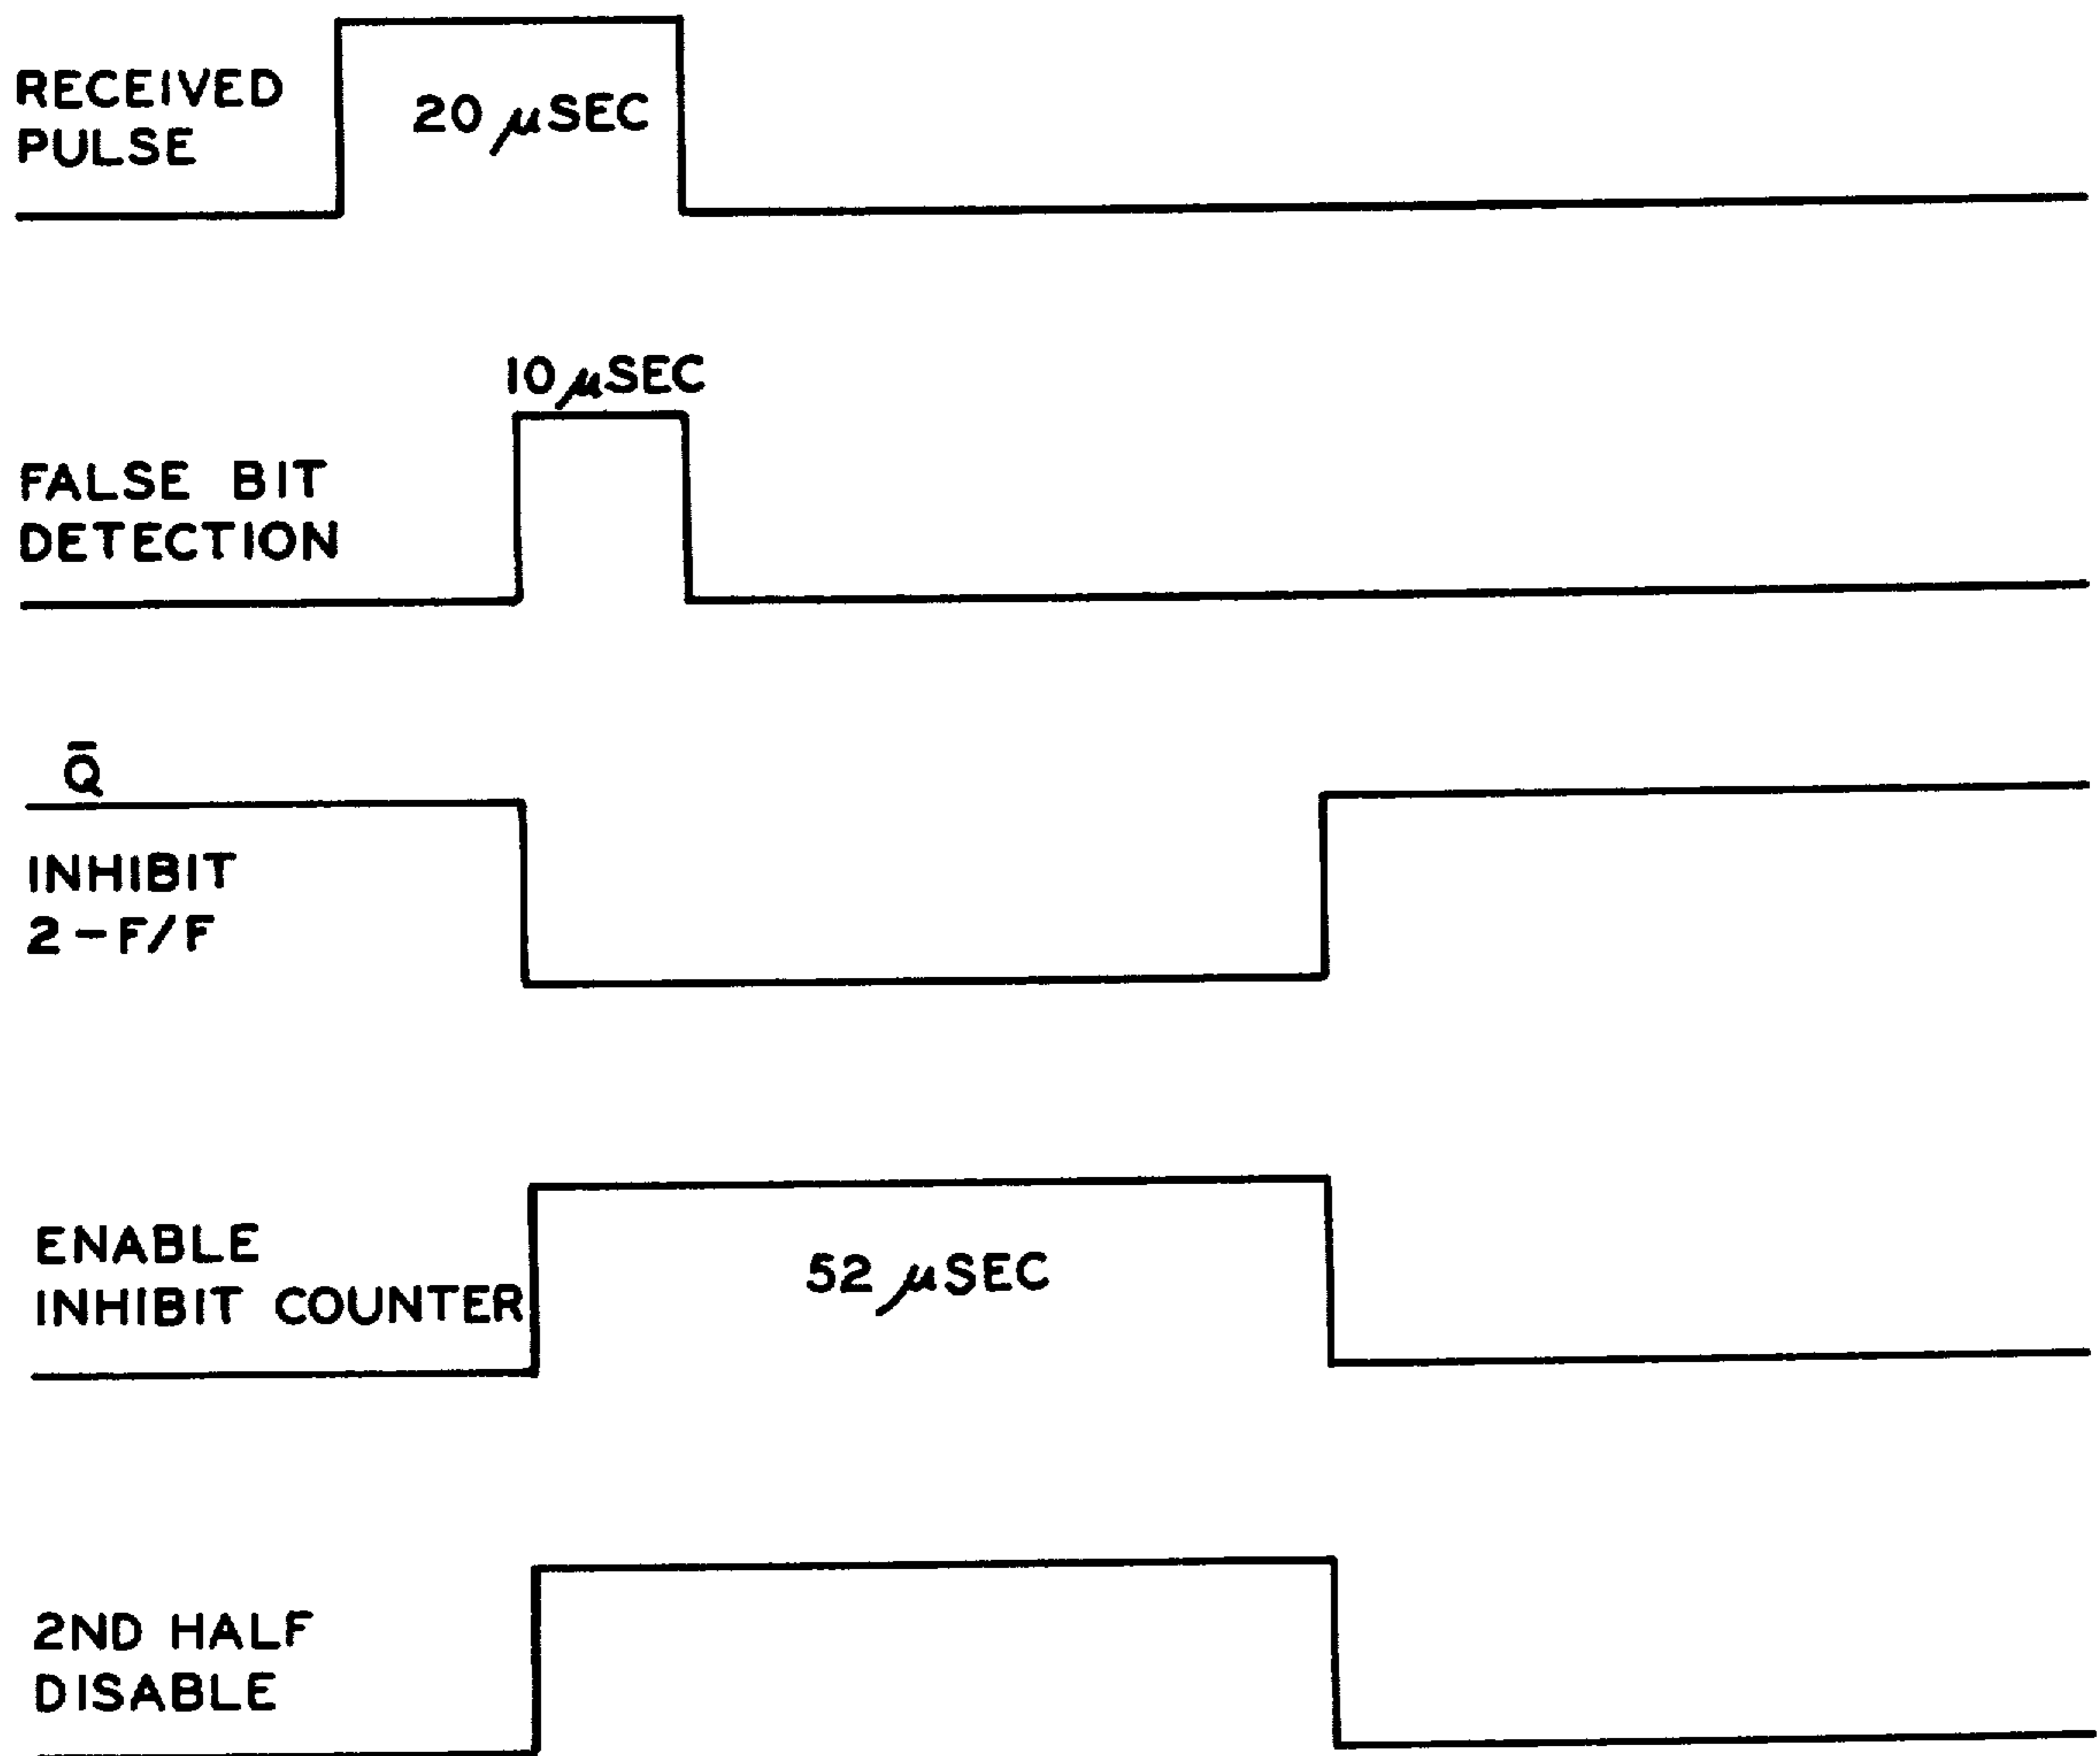 RECEIVED
PULSE
20 μSEC
10 μSEC
FALSE BIT
DETECTION
Q̄
INHIBIT
2-F/F
ENABLE
INHIBIT COUNTER
52 μSEC
2ND HALF
DISABLE